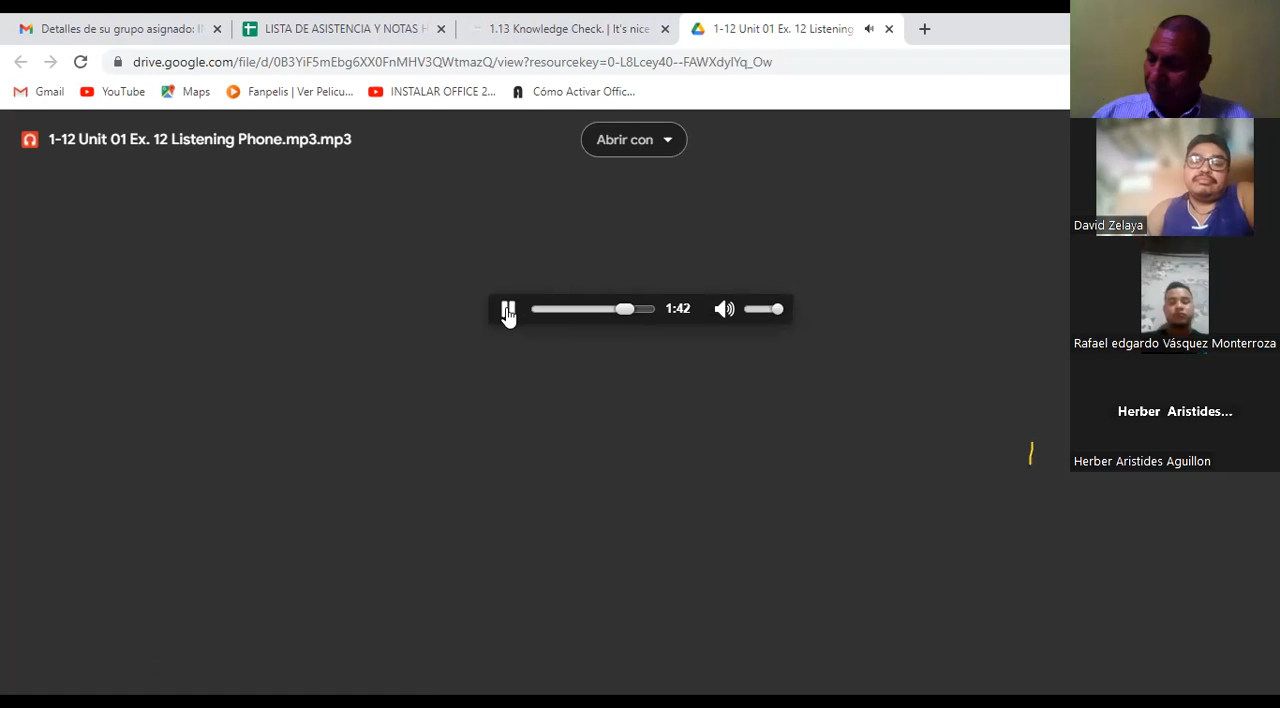 Detalles de su grupo asignado: I
LISTA DE ASISTENCIA Y NOTAS H
1.13 Knowledge Check. | It's nice
1-12 Unit 01 Ex. 12 Listening
drive.google.com/file/d/0B3YiF5mEbg6XX0FnMHV3QWtmazQ/view?resourcekey=0-L8Lcey40--FAWXdyIYq_Ow
Gmail
YouTube
Maps
Fanpelis | Ver Pelicu...
INSTALAR OFFICE 2...
Cómo Activar Offic...
1-12 Unit 01 Ex. 12 Listening Phone.mp3.mp3
Abrir con
David Zelaya
1:42
Rafael edgardo Vásquez Monterroza
Herber Aristides...
Herber Aristides Aguillon